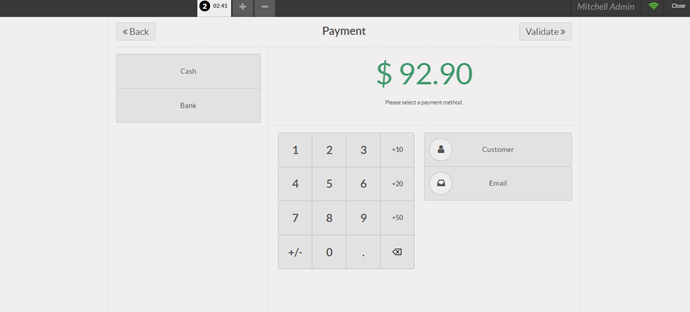 2 02:41 + −
Mitchell Admin Close
« Back
Payment
Validate »
Cash
Bank
$ 92.90
Please select a payment method.
1 2 3 +10
4 5 6 +20
7 8 9 +50
+/- 0 .
Customer
Email